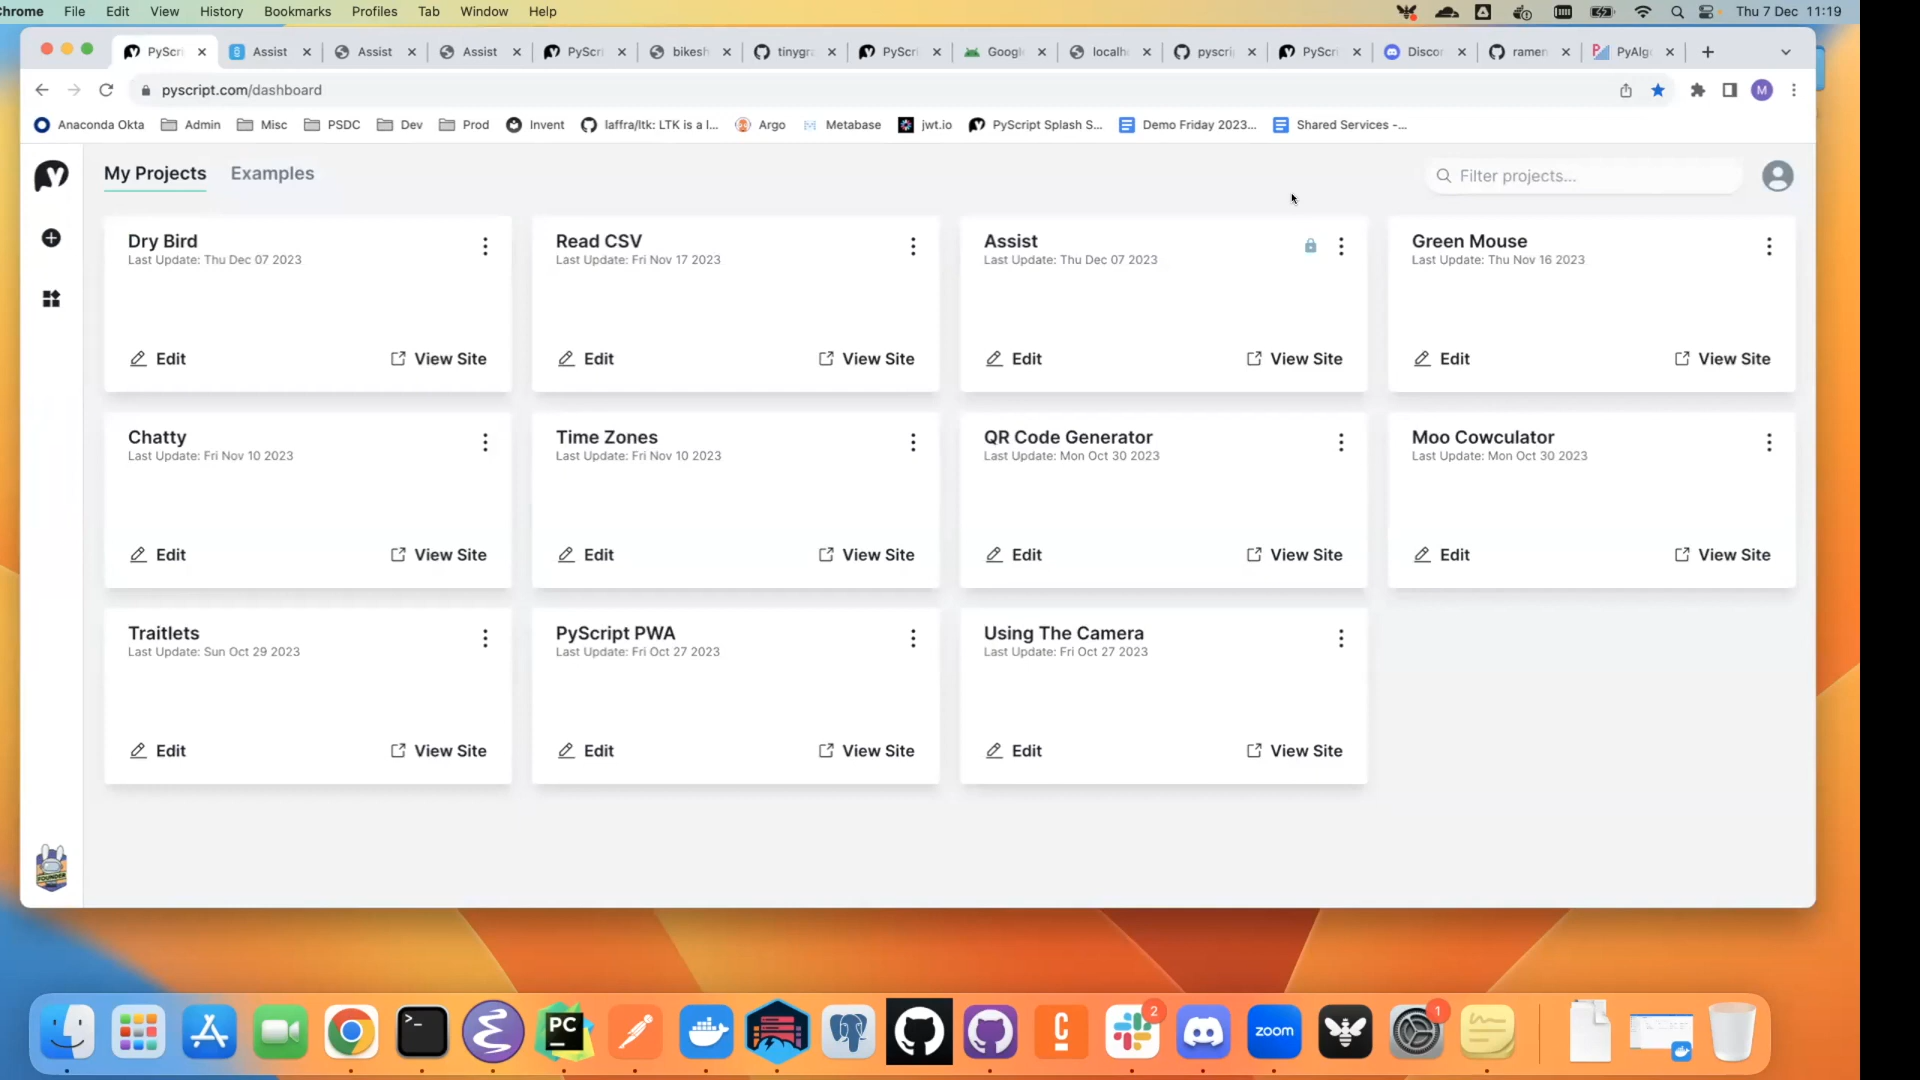 Chrome File Edit View History Bookmarks Profiles Tab Window Help Thu 7 Dec 11:19
PyScri Assist Assist Assist PyScri bikesh tinygr PyScri Googl localh pyscri PyScri Discor ramen PyAlg
pyscript.com/dashboard M
Anaconda Okta Admin Misc PSDC Dev Prod Invent laffra/ltk: LTK is a l... Argo Metabase jwt.io PyScript Splash S... Demo Friday 2023... Shared Services -...
My Projects Examples Filter projects...
Dry Bird Read CSV Assist Green Mouse
Last Update: Thu Dec 07 2023 Last Update: Fri Nov 17 2023 Last Update: Thu Dec 07 2023 Last Update: Thu Nov 16 2023
Edit View Site Edit View Site Edit View Site Edit View Site
Chatty Time Zones QR Code Generator Moo Cowculator
Last Update: Fri Nov 10 2023 Last Update: Fri Nov 10 2023 Last Update: Mon Oct 30 2023 Last Update: Mon Oct 30 2023
Edit View Site Edit View Site Edit View Site Edit View Site
Traitlets PyScript PWA Using The Camera
Last Update: Sun Oct 29 2023 Last Update: Fri Oct 27 2023 Last Update: Fri Oct 27 2023
Edit View Site Edit View Site Edit View Site
FOUNDER
PC 2 zoom 1